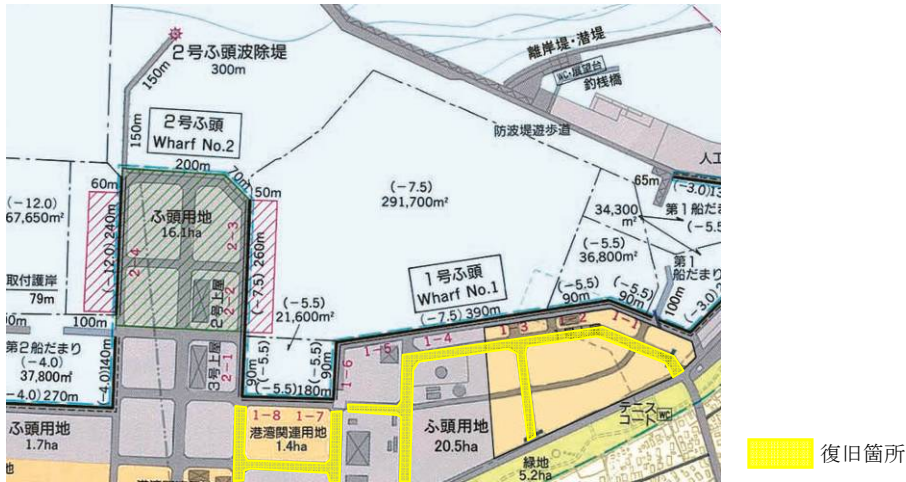 2号ふ頭波除堤
300m
150m
150m
離岸堤・潜堤
WC・展望台
釣桟橋
防波堤遊歩道
人工
2号ふ頭
Wharf No.2
200m
70m
60m
50m
(-12.0)
67,650m²
(-12.0) 240m
2-4
ふ頭用地
16.1ha
2-3
(-7.5) 260m
(-7.5)
291,700m²
65m
(-3.0)
34,300
m²
第1船だま
(-5.5
(-5.5)
36,800m²
第1
船だまり
(-3.0)
100m
取付護岸
79m
100m
2号上屋
2-2
(-5.5)
21,600m²
1号ふ頭
Wharf No.1
(-7.5) 390m
(-5.5)
90m
(-5.5)
90m
第2船だまり
(-4.0)
37,800m²
-4.0) 270m
(-4.0) 140m
3号上屋
2-1
90m
(-5.5)
(-5.5) 180m
(-5.5)
90m
1-6
1-5
1-4
1-3
1-2
1-1
ふ頭用地
1.7ha
1-8 1-7
港湾関連用地
1.4ha
ふ頭用地
20.5ha
テニス
コート
WC
緑地
5.2ha
復旧箇所